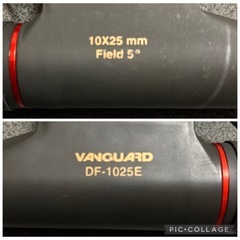 10X25 mm
Field 5°
VANGUARD
DF-1025E
PIC•COLLAGE